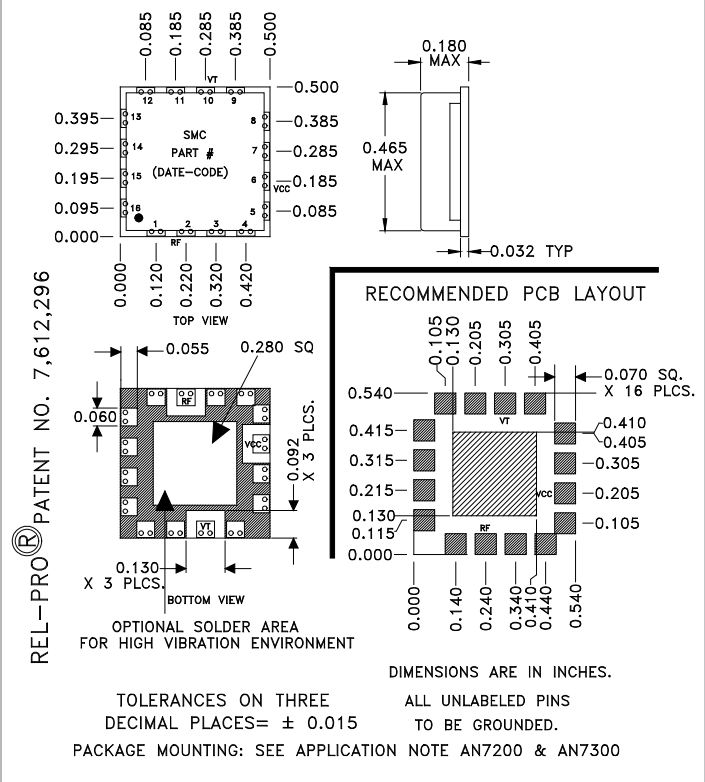 0.085
0.185
0.285
0.385
0.500
VT
12 11 10 9
0.500
0.395
0.295
0.195
0.095
0.000
13
14
15
16
SMC
PART #
(DATE-CODE)
8
7
6
VCC
5
0.385
0.285
0.185
0.085
1 2 3 4
RF
0.000
0.120
0.220
0.320
0.420
TOP VIEW
0.180
MAX
0.465
MAX
0.032 TYP
REL-PRO® PATENT NO. 7,612,296
0.055
0.280 SQ
0.060
RF
VCC
VT
0.092
X 3 PLCS.
0.130
X 3 PLCS.
BOTTOM VIEW
OPTIONAL SOLDER AREA
FOR HIGH VIBRATION ENVIRONMENT
RECOMMENDED PCB LAYOUT
0.105
0.130
0.205
0.305
0.405
0.070 SQ.
X 16 PLCS.
0.540
0.415
0.315
0.215
0.130
0.115
0.000
VT
VCC
RF
0.410
0.405
0.305
0.205
0.105
0.000
0.140
0.240
0.340
0.410
0.440
0.540
DIMENSIONS ARE IN INCHES.
TOLERANCES ON THREE
DECIMAL PLACES= ± 0.015
ALL UNLABELED PINS
TO BE GROUNDED.
PACKAGE MOUNTING: SEE APPLICATION NOTE AN7200 & AN7300